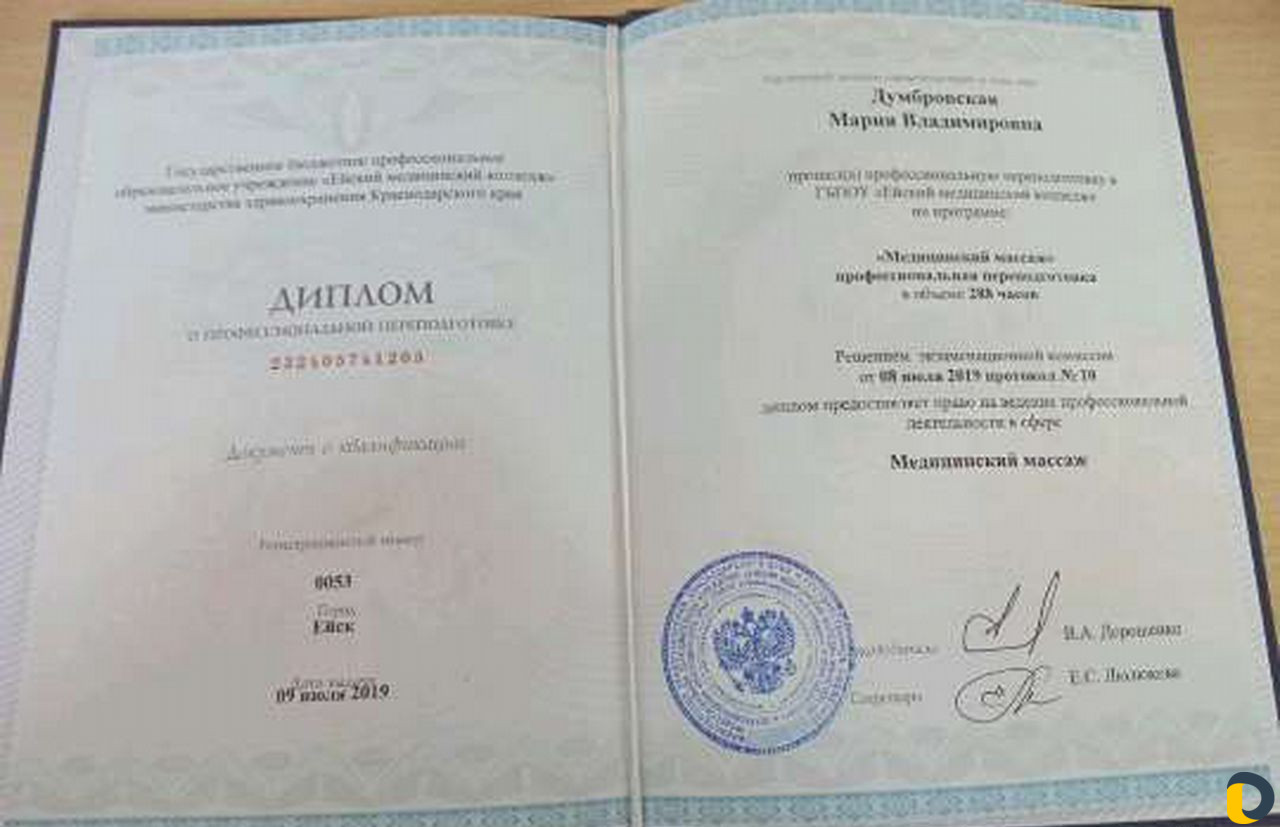 Государственное бюджетное профессиональное
образовательное учреждение «Ейский медицинский колледж»
министерства здравоохранения Краснодарского края
ДИПЛОМ
О ПРОФЕССИОНАЛЬНОЙ ПЕРЕПОДГОТОВКЕ
Документ о квалификации
Регистрационный номер
0053
Город
Ейск
Дата выдачи
09 июля 2019
Думбровская
Мария Владимировна
прошел(а) профессиональную переподготовку в
ГБПОУ «Ейский медицинский колледж»
по программе:
«Медицинский массаж»
профессиональная переподготовка
в объеме 288 часов
Решением экзаменационной комиссии
от 08 июля 2019 протокол № 10
диплом предоставляет право на ведение профессиональной
деятельности в сфере
Медицинский массаж
Дорошенко
Секретарь Е.С.